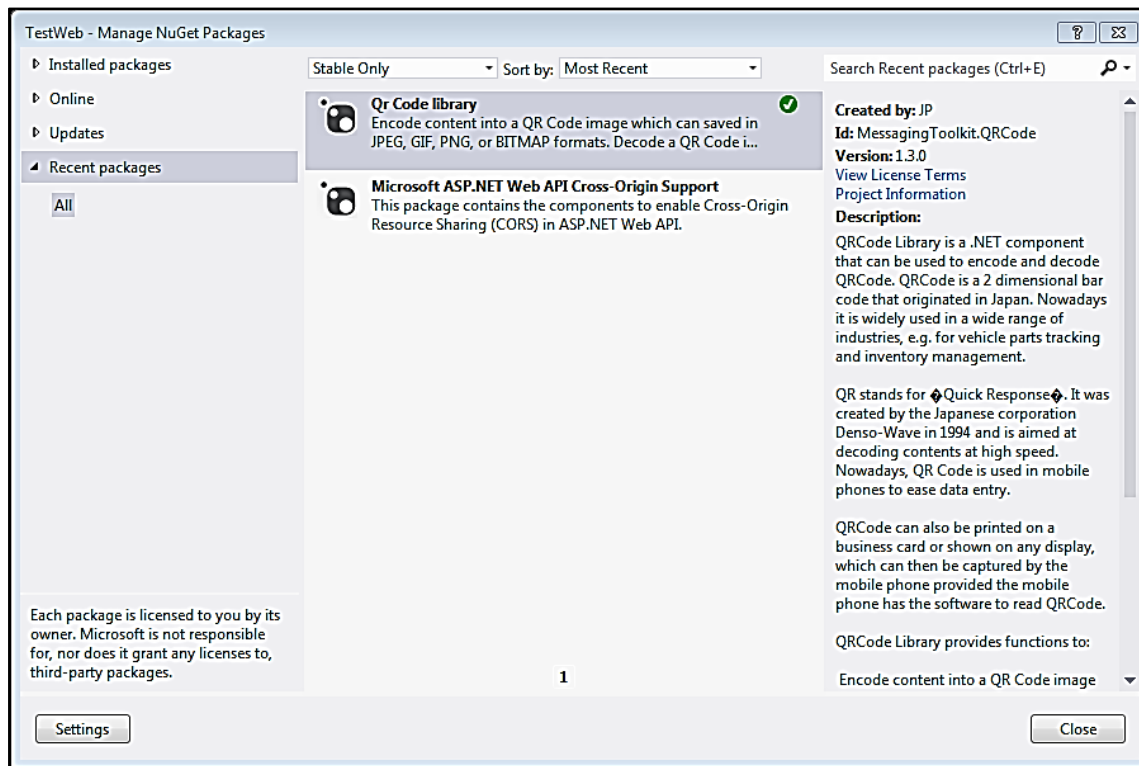 TestWeb - Manage NuGet Packages
Installed packages
Online
Updates
Recent packages
All
Each package is licensed to you by its
owner. Microsoft is not responsible
for, nor does it grant any licenses to,
third-party packages.
Settings
Stable Only
Sort by: Most Recent
Qr Code library
Encode content into a QR Code image which can saved in
JPEG, GIF, PNG, or BITMAP formats. Decode a QR Code i...
Microsoft ASP.NET Web API Cross-Origin Support
This package contains the components to enable Cross-Origin
Resource Sharing (CORS) in ASP.NET Web API.
1
Search Recent packages (Ctrl+E)
Created by: JP
Id: MessagingToolkit.QRCode
Version: 1.3.0
View License Terms
Project Information
Description:
QRCode Library is a .NET component
that can be used to encode and decode
QRCode. QRCode is a 2 dimensional bar
code that originated in Japan. Nowadays
it is widely used in a wide range of
industries, e.g. for vehicle parts tracking
and inventory management.
QR stands for �Quick Response�. It was
created by the Japanese corporation
Denso-Wave in 1994 and is aimed at
decoding contents at high speed.
Nowadays, QR Code is used in mobile
phones to ease data entry.
QRCode can also be printed on a
business card or shown on any display,
which can then be captured by the
mobile phone provided the mobile
phone has the software to read QRCode.
QRCode Library provides functions to:
Encode content into a QR Code image
Close